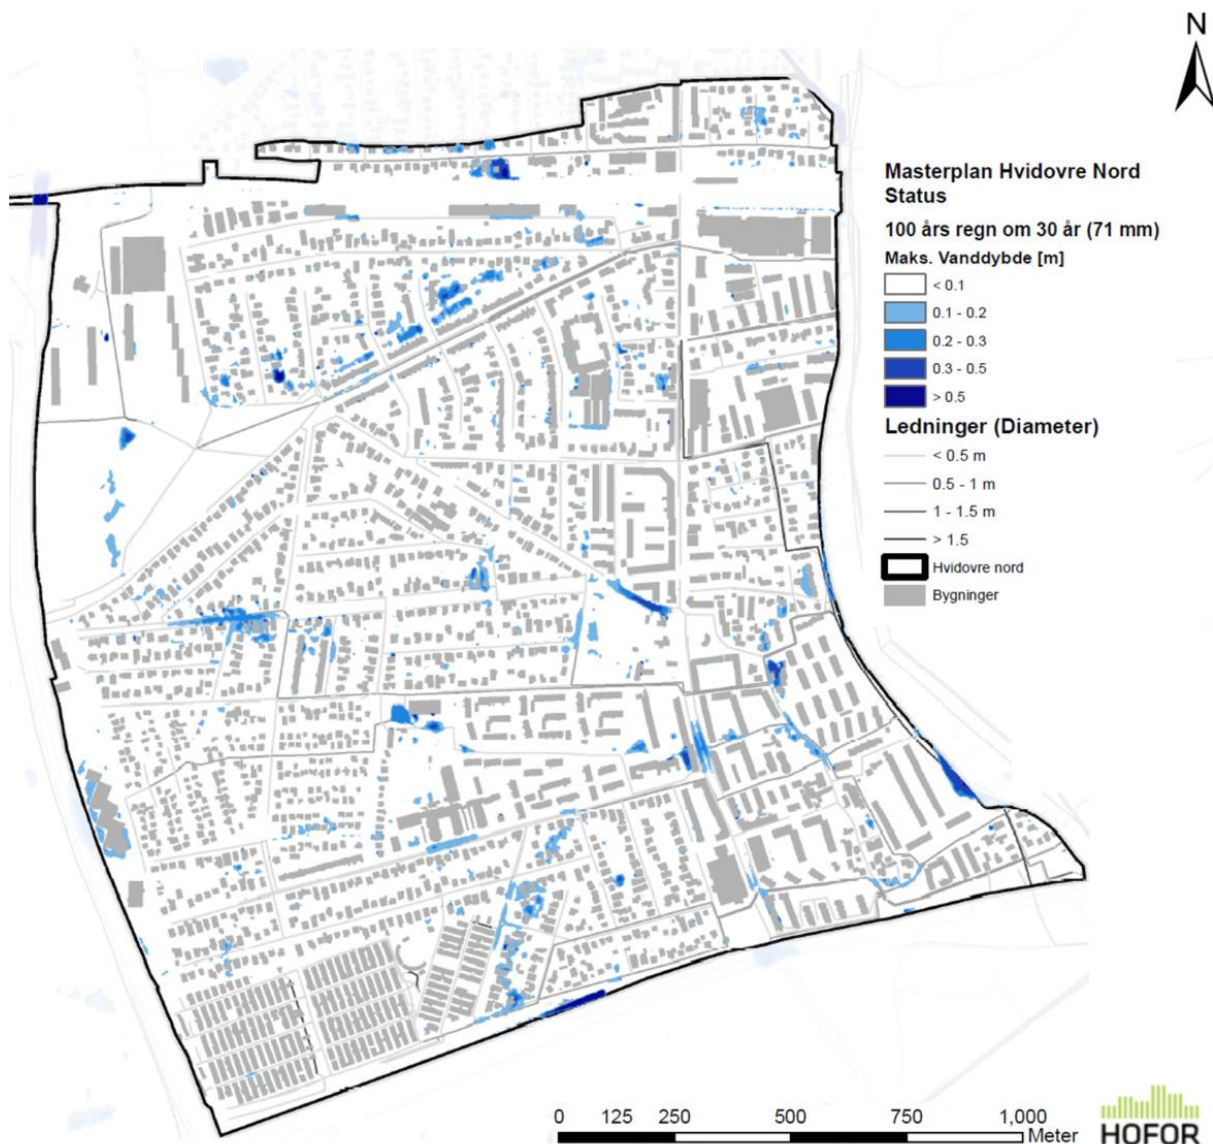 N
Masterplan Hvidovre Nord
Status
100 års regn om 30 år (71 mm)
Maks. Vanddybde [m]
< 0.1
0.1 - 0.2
0.2 - 0.3
0.3 - 0.5
> 0.5
Ledninger (Diameter)
< 0.5 m
0.5 - 1 m
1 - 1.5 m
> 1.5
Hvidovre nord
Bygninger
0 125 250 500 750 1,000
Meter
HOFOR